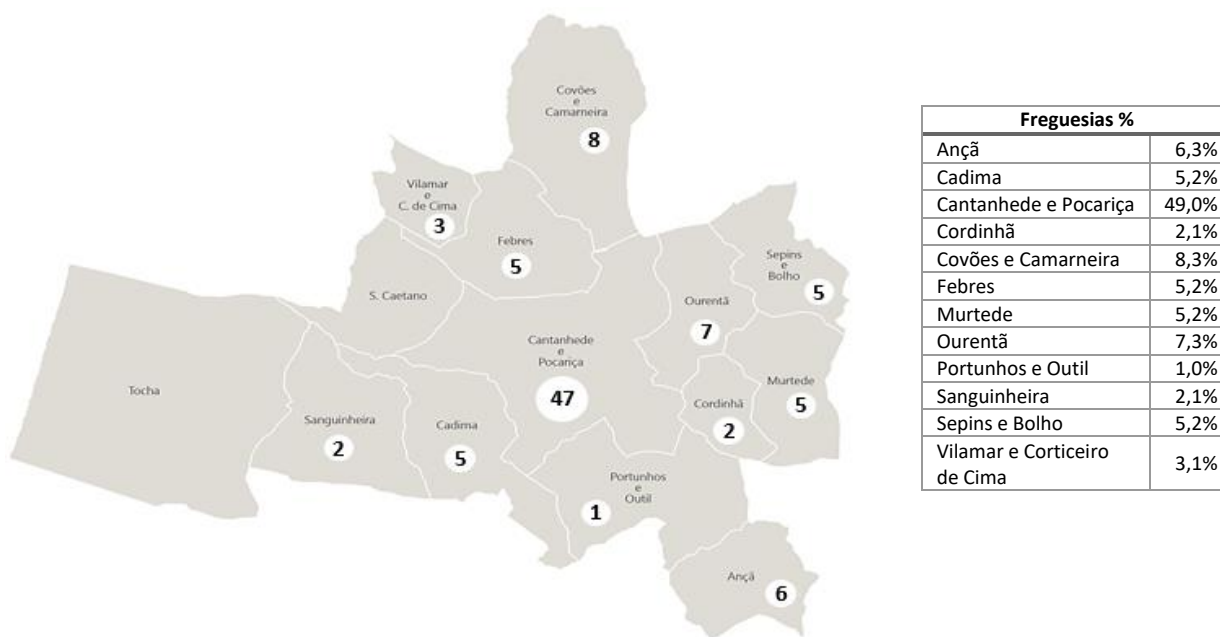 Covões
e
Camarneira
8
Vilamar
e
C. de Cima
3
Febres
5
Sepins
e
Bolho
5
S. Caetano
Ourentã
7
Cantanhede
e
Pocariça
47
Tocha
Murtede
5
Cordinhã
2
Sanguinheira
2
Cadima
5
Portunhos
e
Outil
1
Ançã
6
Freguesias %
Ançã 6,3%
Cadima 5,2%
Cantanhede e Pocariça 49,0%
Cordinhã 2,1%
Covões e Camarneira 8,3%
Febres 5,2%
Murtede 5,2%
Ourentã 7,3%
Portunhos e Outil 1,0%
Sanguinheira 2,1%
Sepins e Bolho 5,2%
Vilamar e Corticeiro
de Cima 3,1%